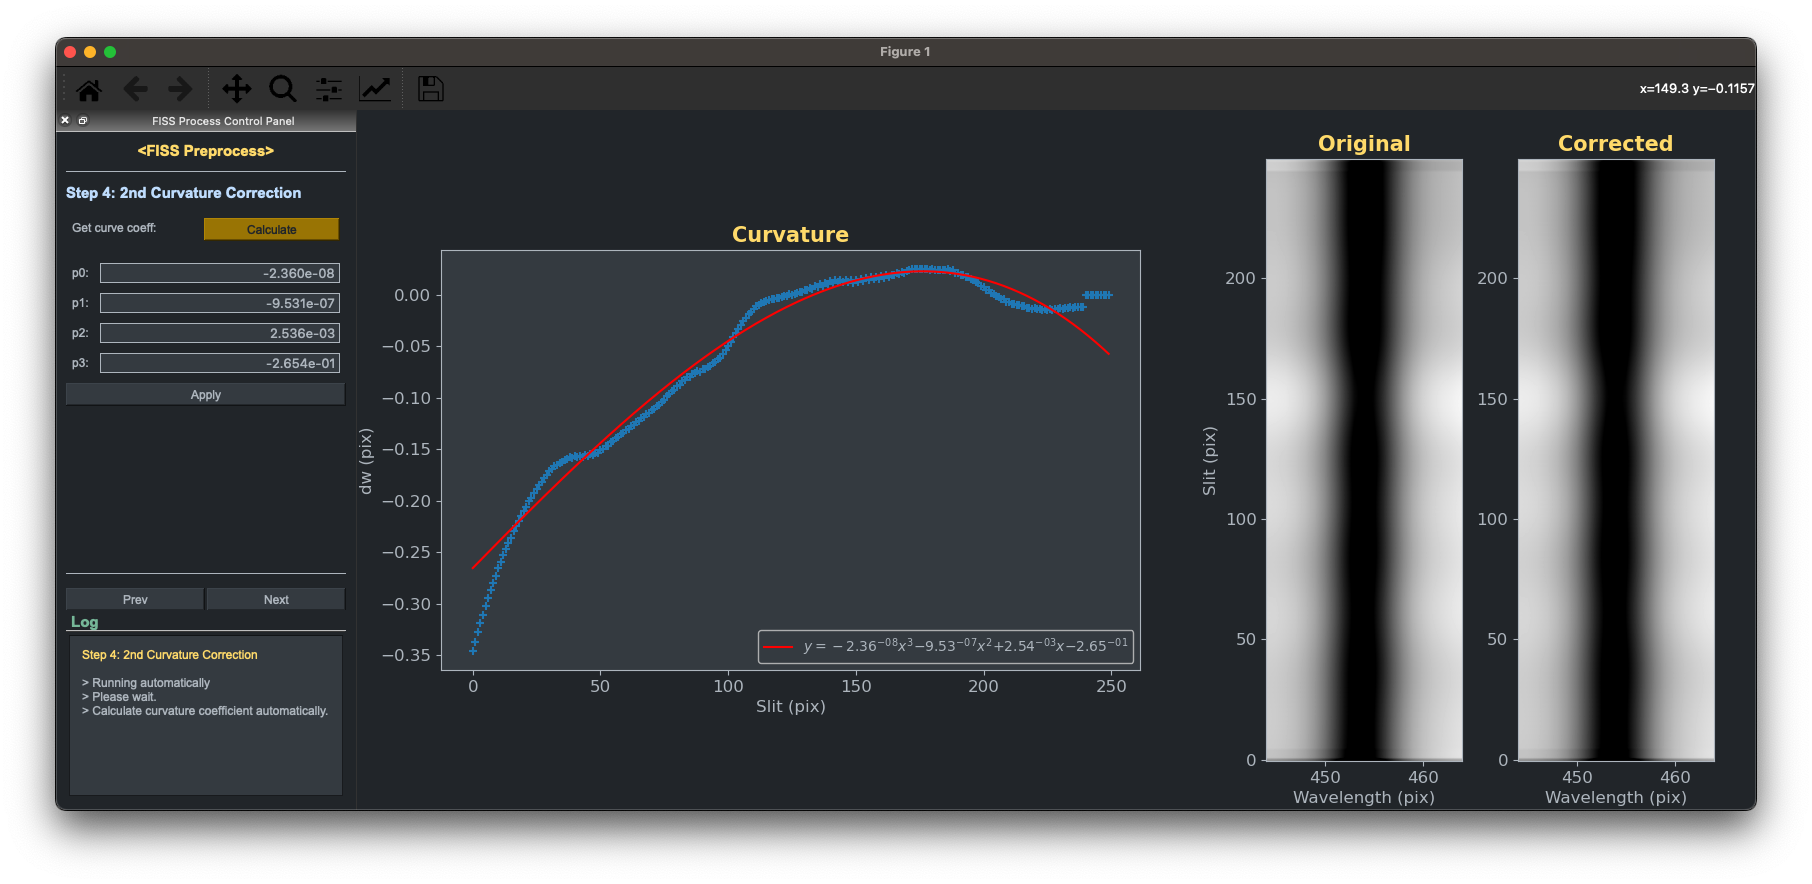 Figure 1
x=149.3 y=−0.1157
FISS Process Control Panel
<FISS Preprocess>
Step 4: 2nd Curvature Correction
Get curve coeff:
Calculate
p0:
-2.360e-08
p1:
-9.531e-07
p2:
2.536e-03
p3:
-2.654e-01
Apply
Prev
Next
Log
Step 4: 2nd Curvature Correction
> Running automatically
> Please wait.
> Calculate curvature coefficient automatically.
Curvature
0.00
−0.05
−0.10
−0.15
−0.20
−0.25
−0.30
−0.35
dw (pix)
y = −2.36⁻⁰⁸x³−9.53⁻⁰⁷x²+2.54⁻⁰³x−2.65⁻⁰¹
0
50
100
150
200
250
Slit (pix)
Original
200
150
100
50
0
Slit (pix)
450
460
Wavelength (pix)
Corrected
200
150
100
50
0
450
460
Wavelength (pix)